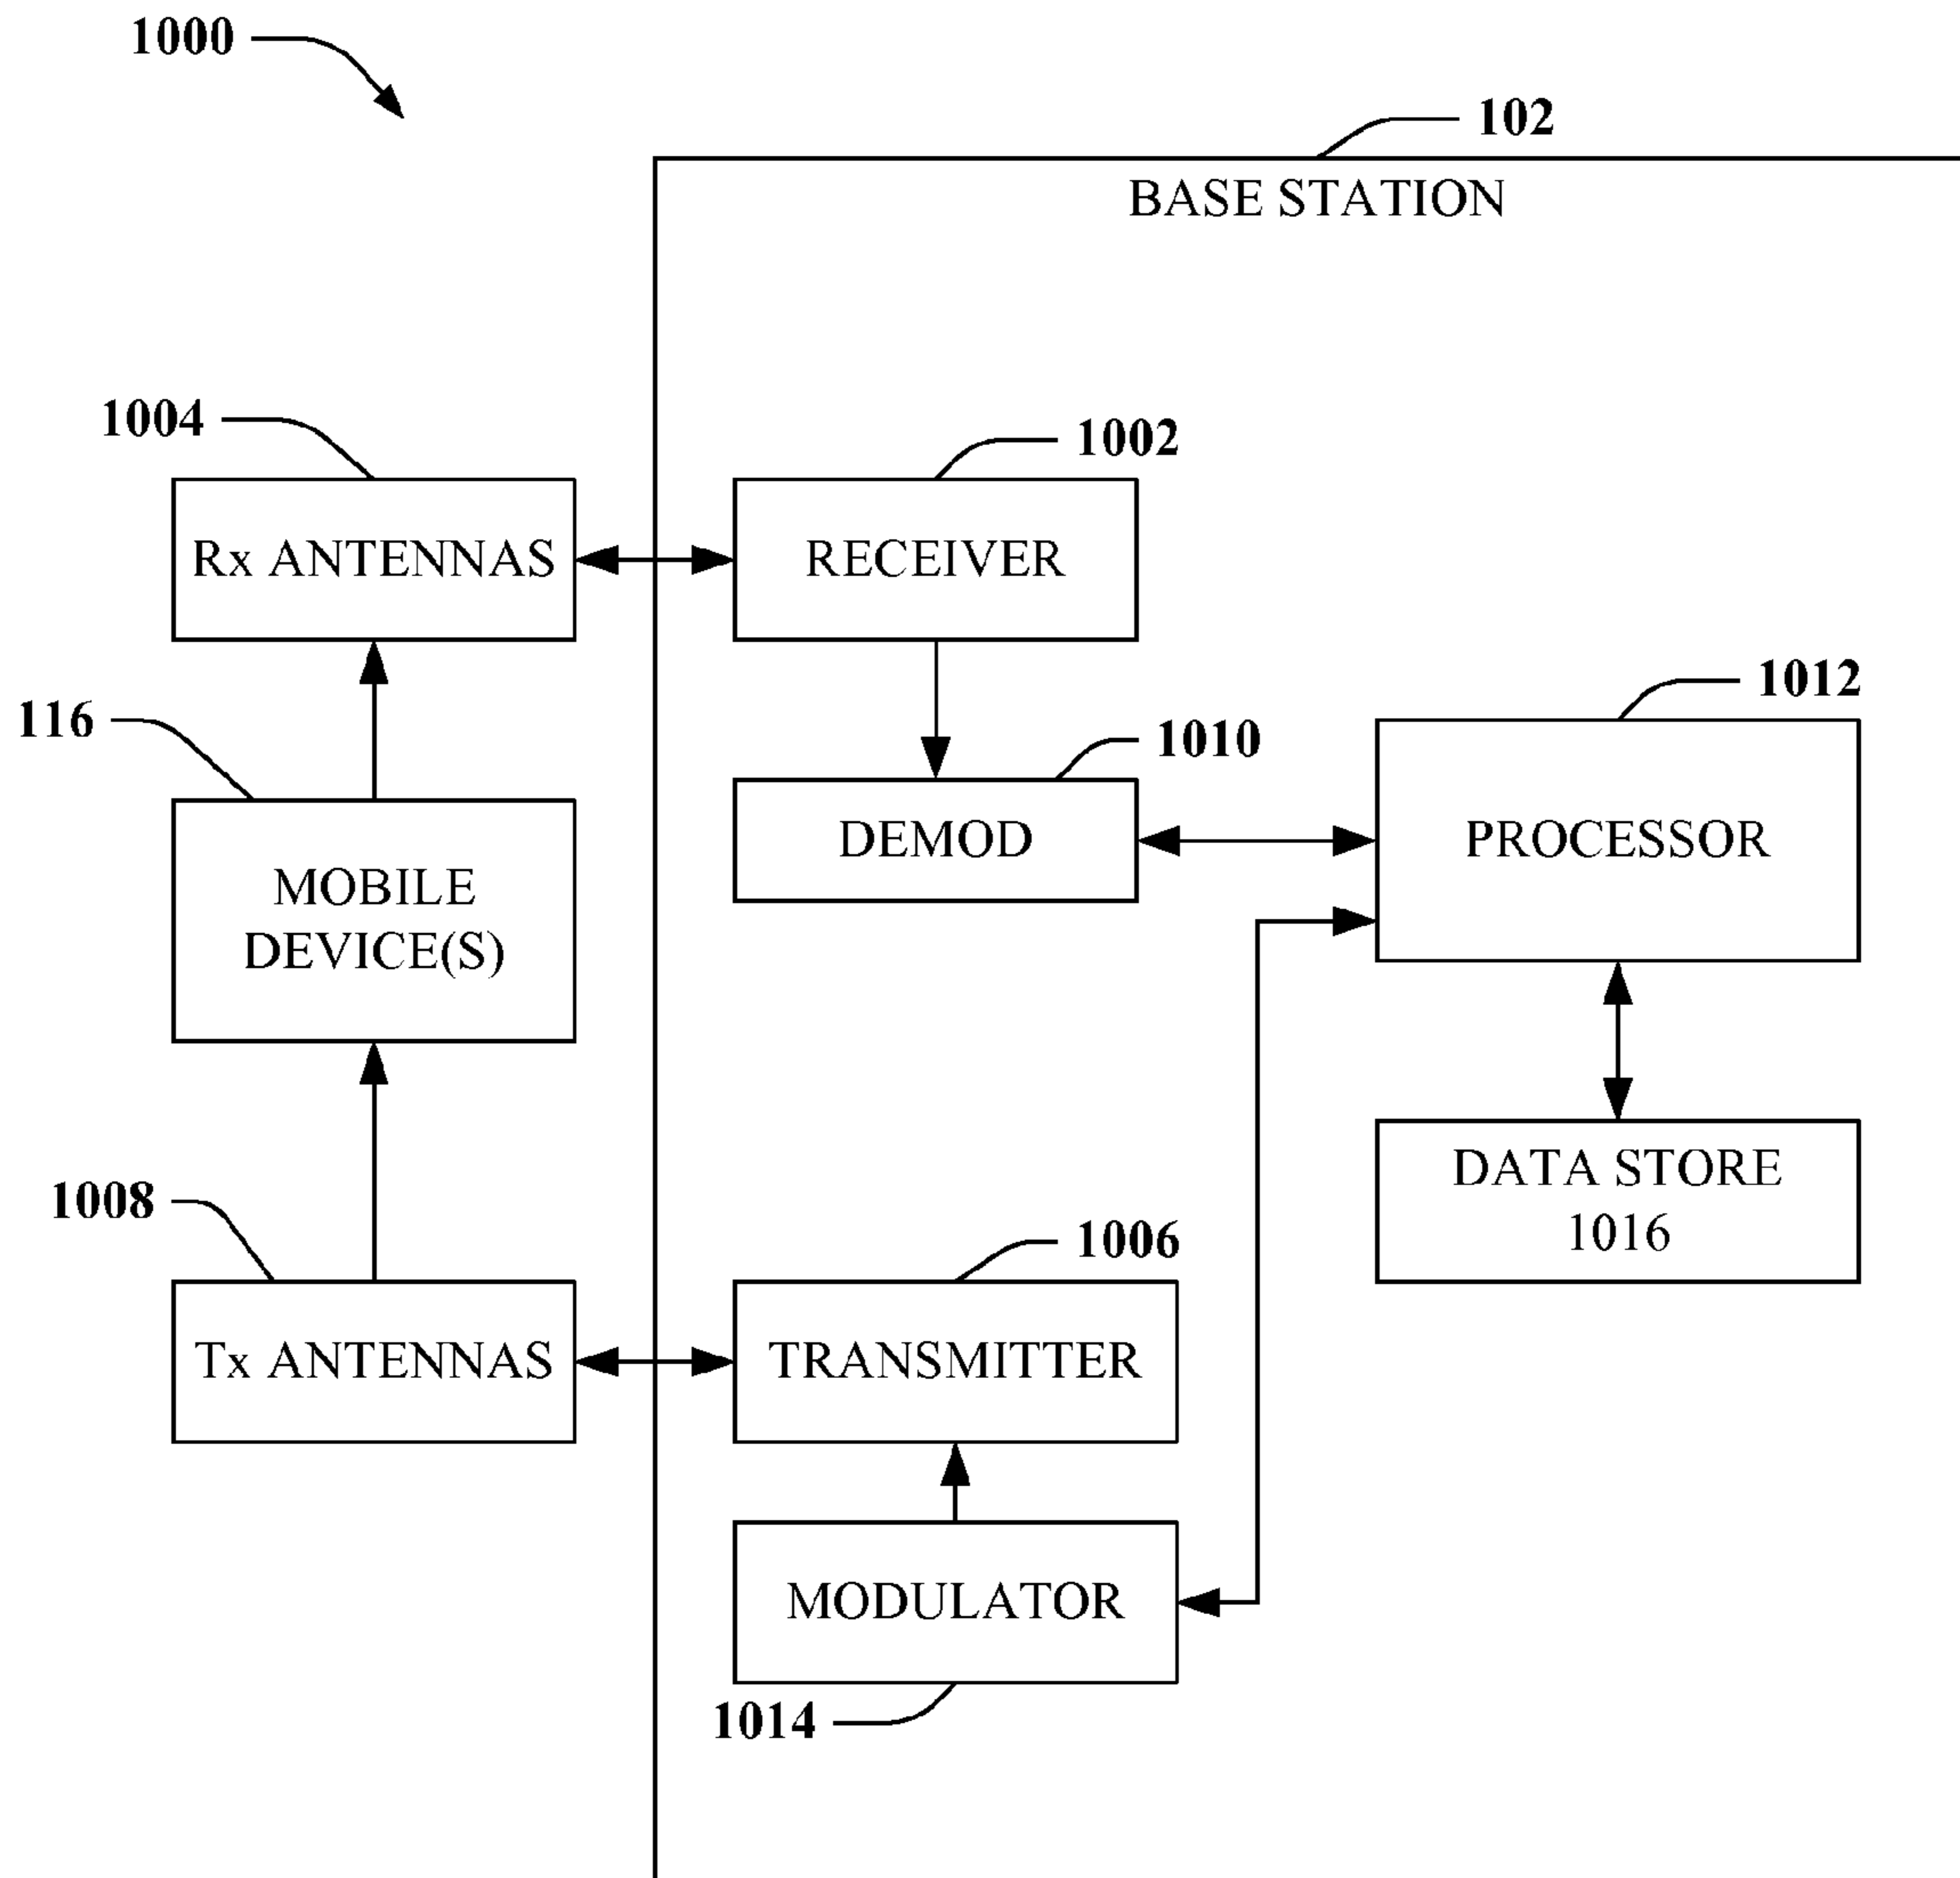 1000
102
BASE STATION
1004
1002
Rx ANTENNAS
RECEIVER
1012
116
1010
MOBILE
DEVICE(S)
DEMOD
PROCESSOR
1008
1006
DATA STORE
1016
Tx ANTENNAS
TRANSMITTER
MODULATOR
1014